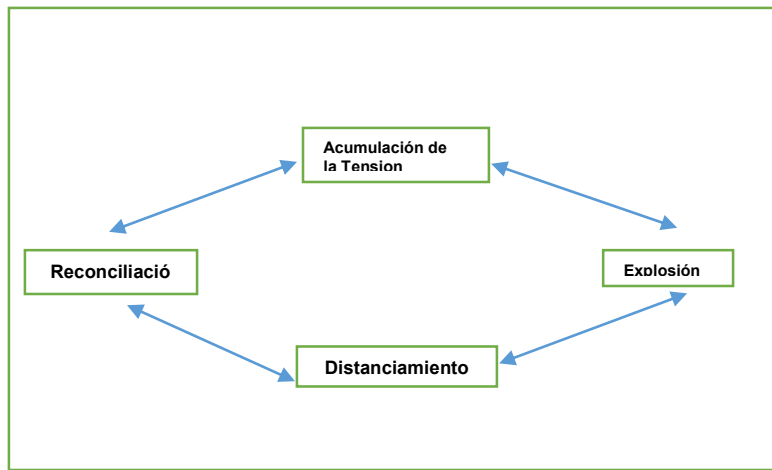 Acumulación de
la Tension
Reconciliació
Explosión
Distanciamiento